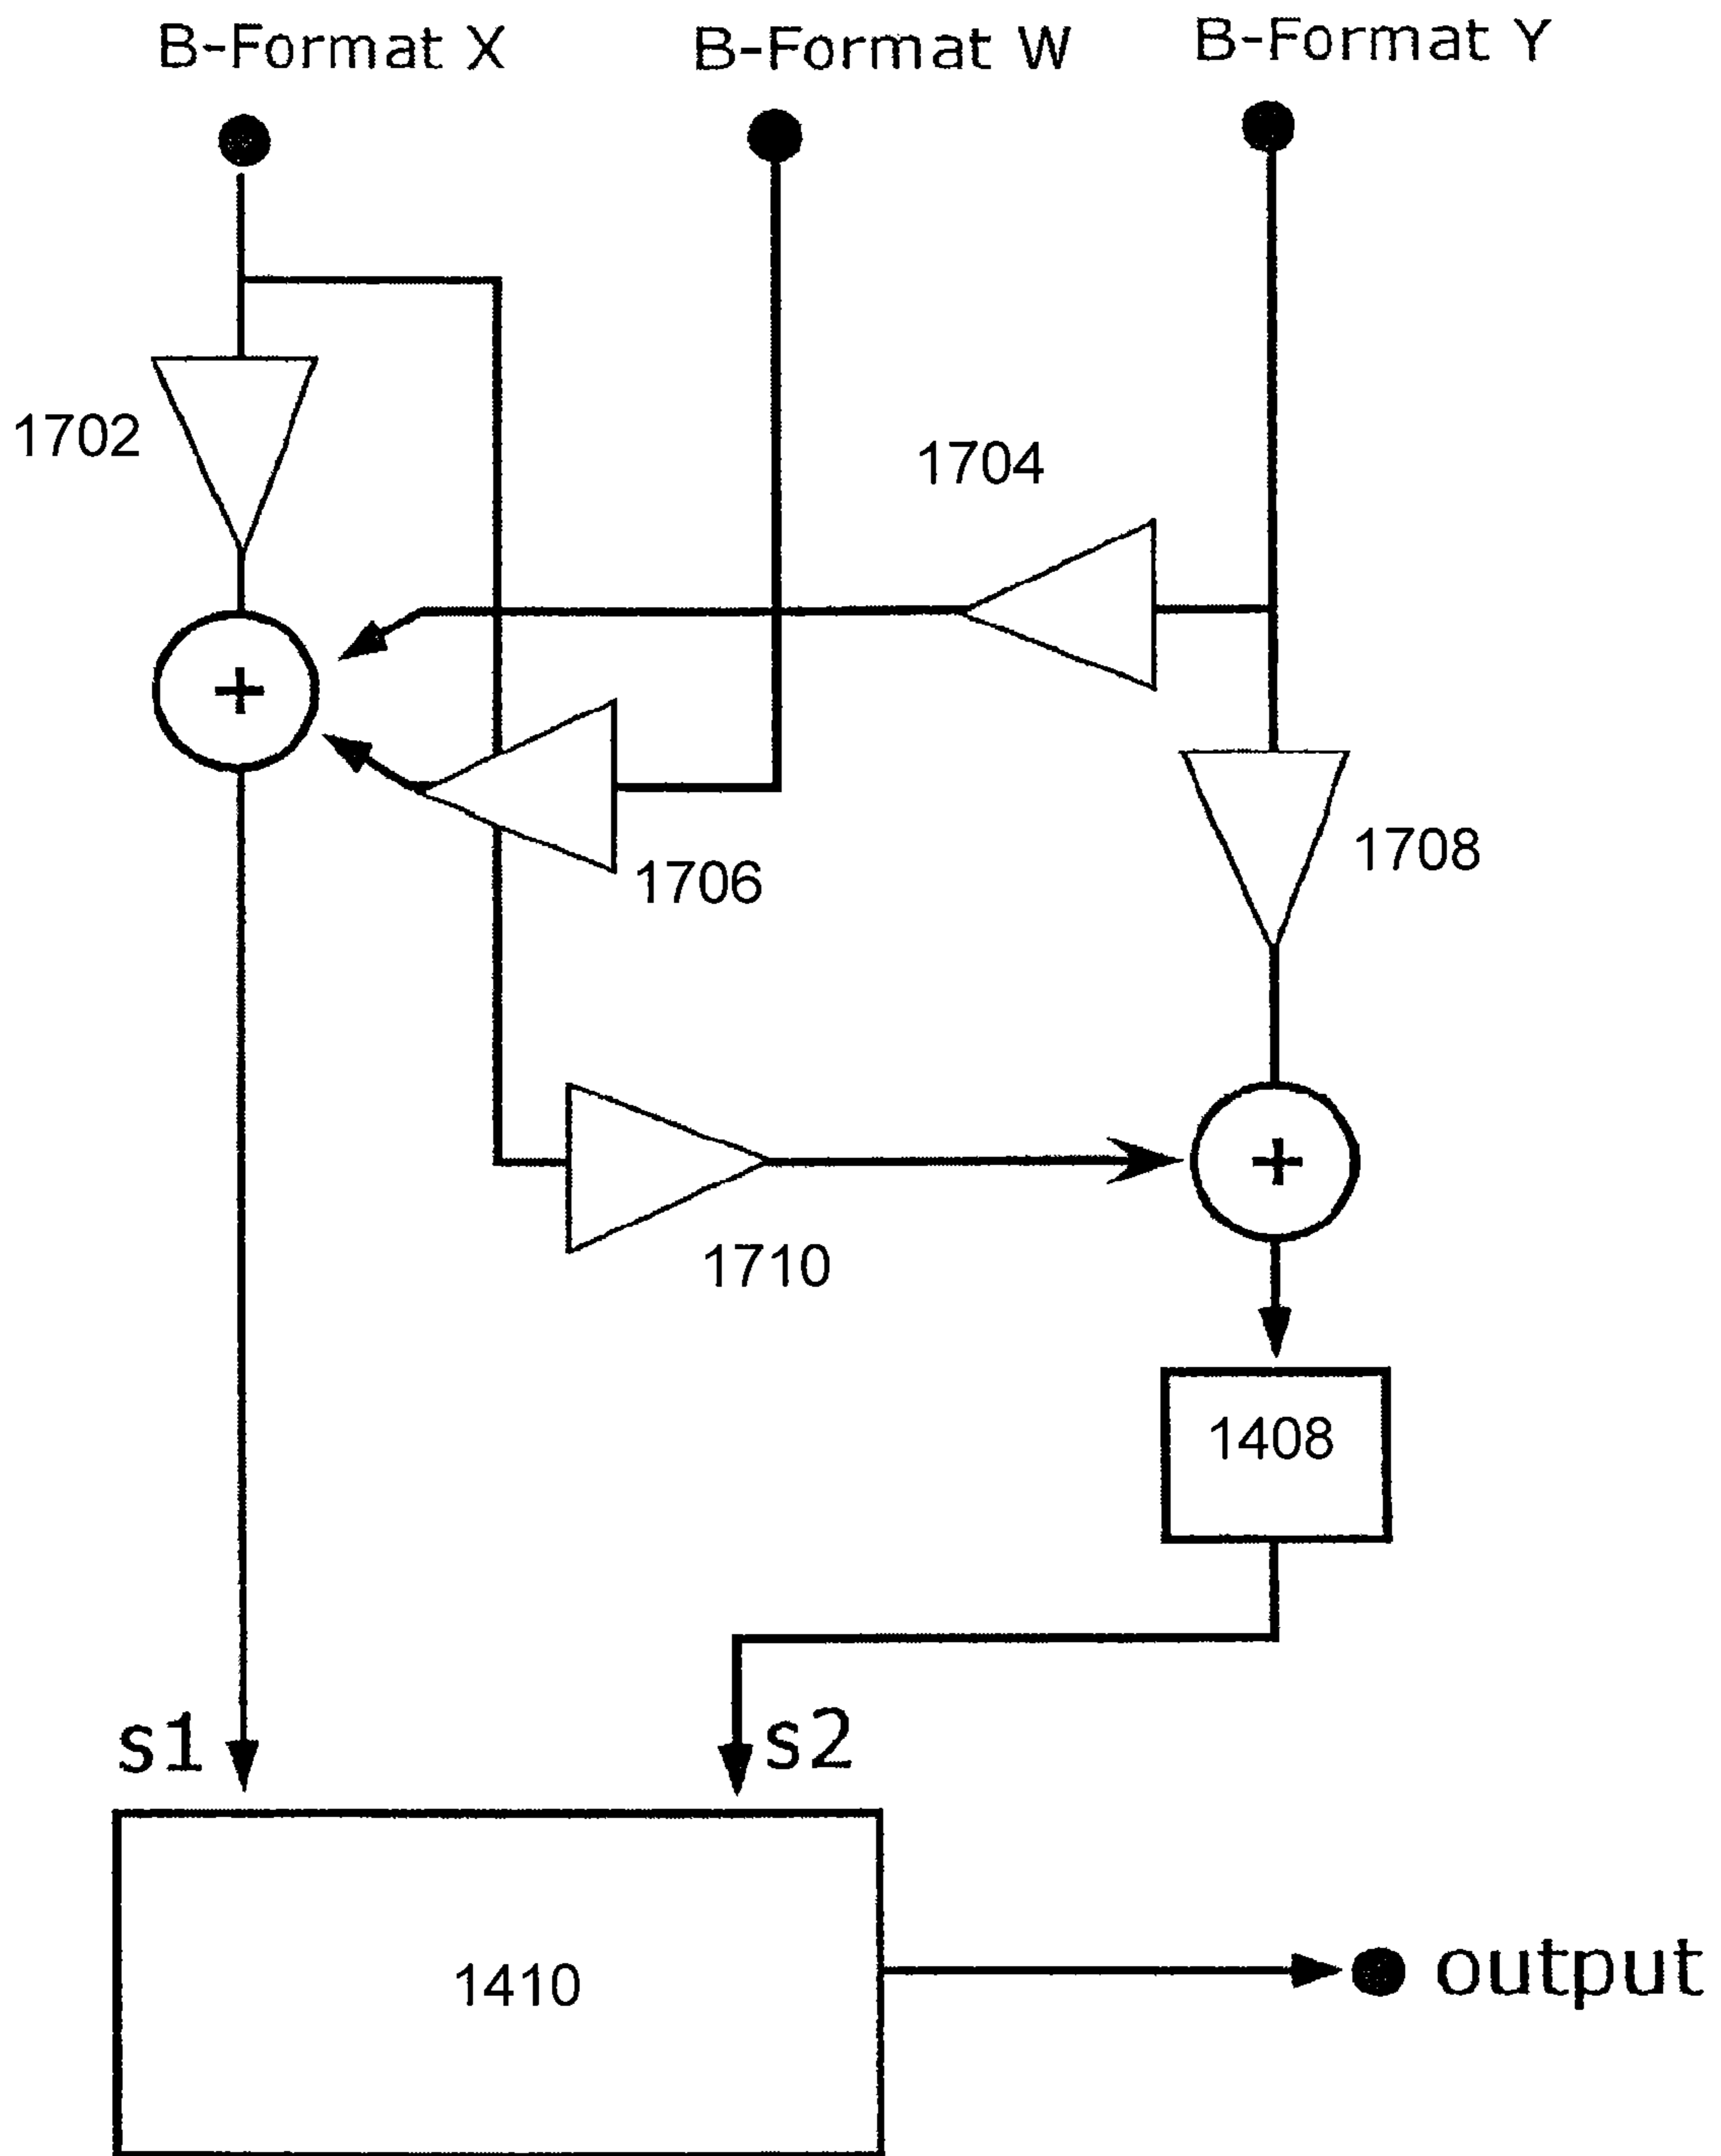 B-Format X
B-Format W
B-Format Y
1702
1704
+
1706
1708
+
1710
1408
s1
s2
1410
output